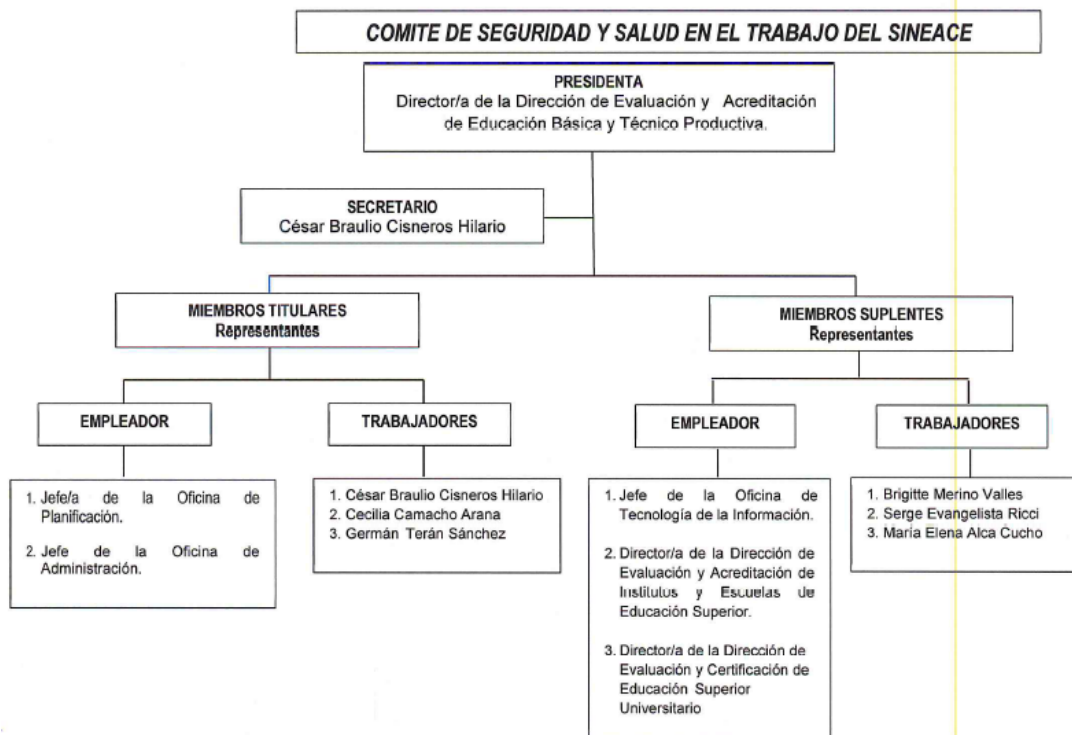 COMITE DE SEGURIDAD Y SALUD EN EL TRABAJO DEL SINEACE
PRESIDENTA
Director/a de la Dirección de Evaluación y Acreditación
de Educación Básica y Técnico Productiva.
SECRETARIO
César Braulio Cisneros Hilario
MIEMBROS TITULARES
Representantes
MIEMBROS SUPLENTES
Representantes
EMPLEADOR
TRABAJADORES
EMPLEADOR
TRABAJADORES
1. Jefe/a de la Oficina de
Planificación.
2. Jefe de la Oficina de
Administración.
1. César Braulio Cisneros Hilario
2. Cecilia Camacho Arana
3. Germán Terán Sánchez
1. Jefe de la Oficina de
Tecnología de la Información.
2. Director/a de la Dirección de
Evaluación y Acreditación de
Institutos y Escuelas de
Educación Superior.
3. Director/a de la Dirección de
Evaluación y Certificación de
Educación Superior
Universitario
1. Brigitte Merino Valles
2. Serge Evangelista Ricci
3. María Elena Alca Cucho